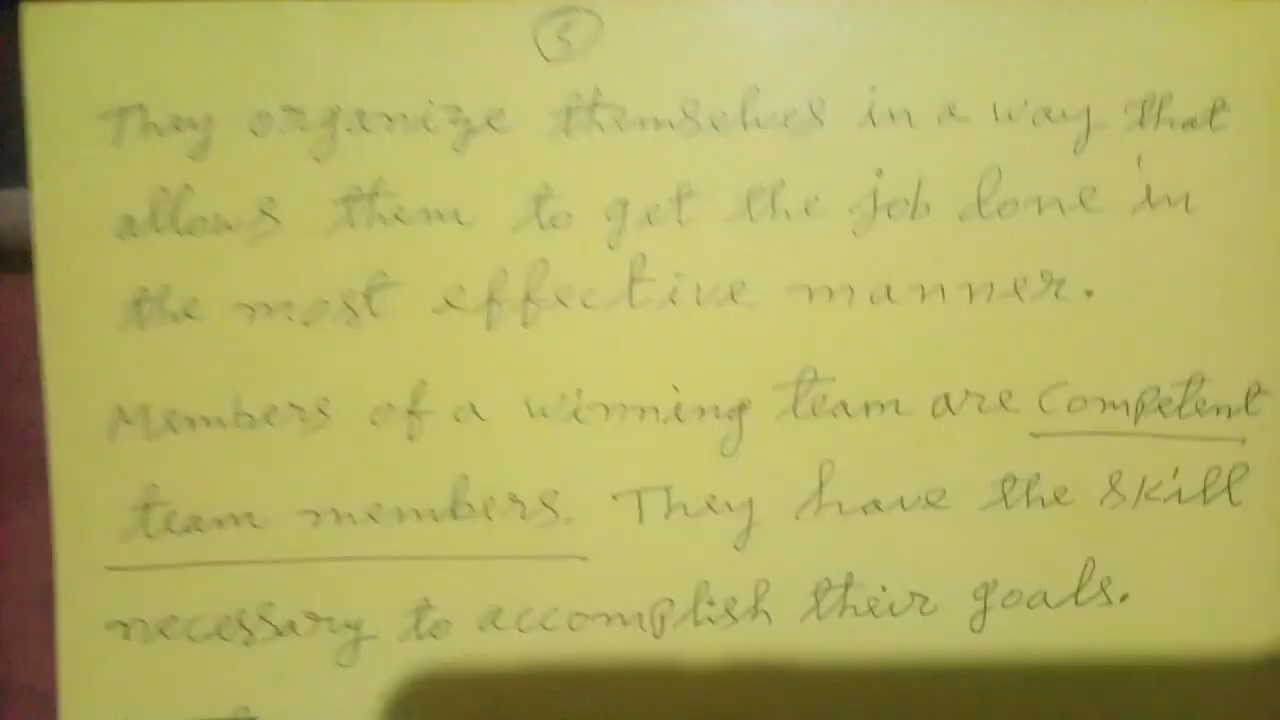 3
They organize themselves in a way that
allows them to get the job done in
the most effective manner.
Members of a winning team are competent
team members. They have the skill
necessary to accomplish their goals.